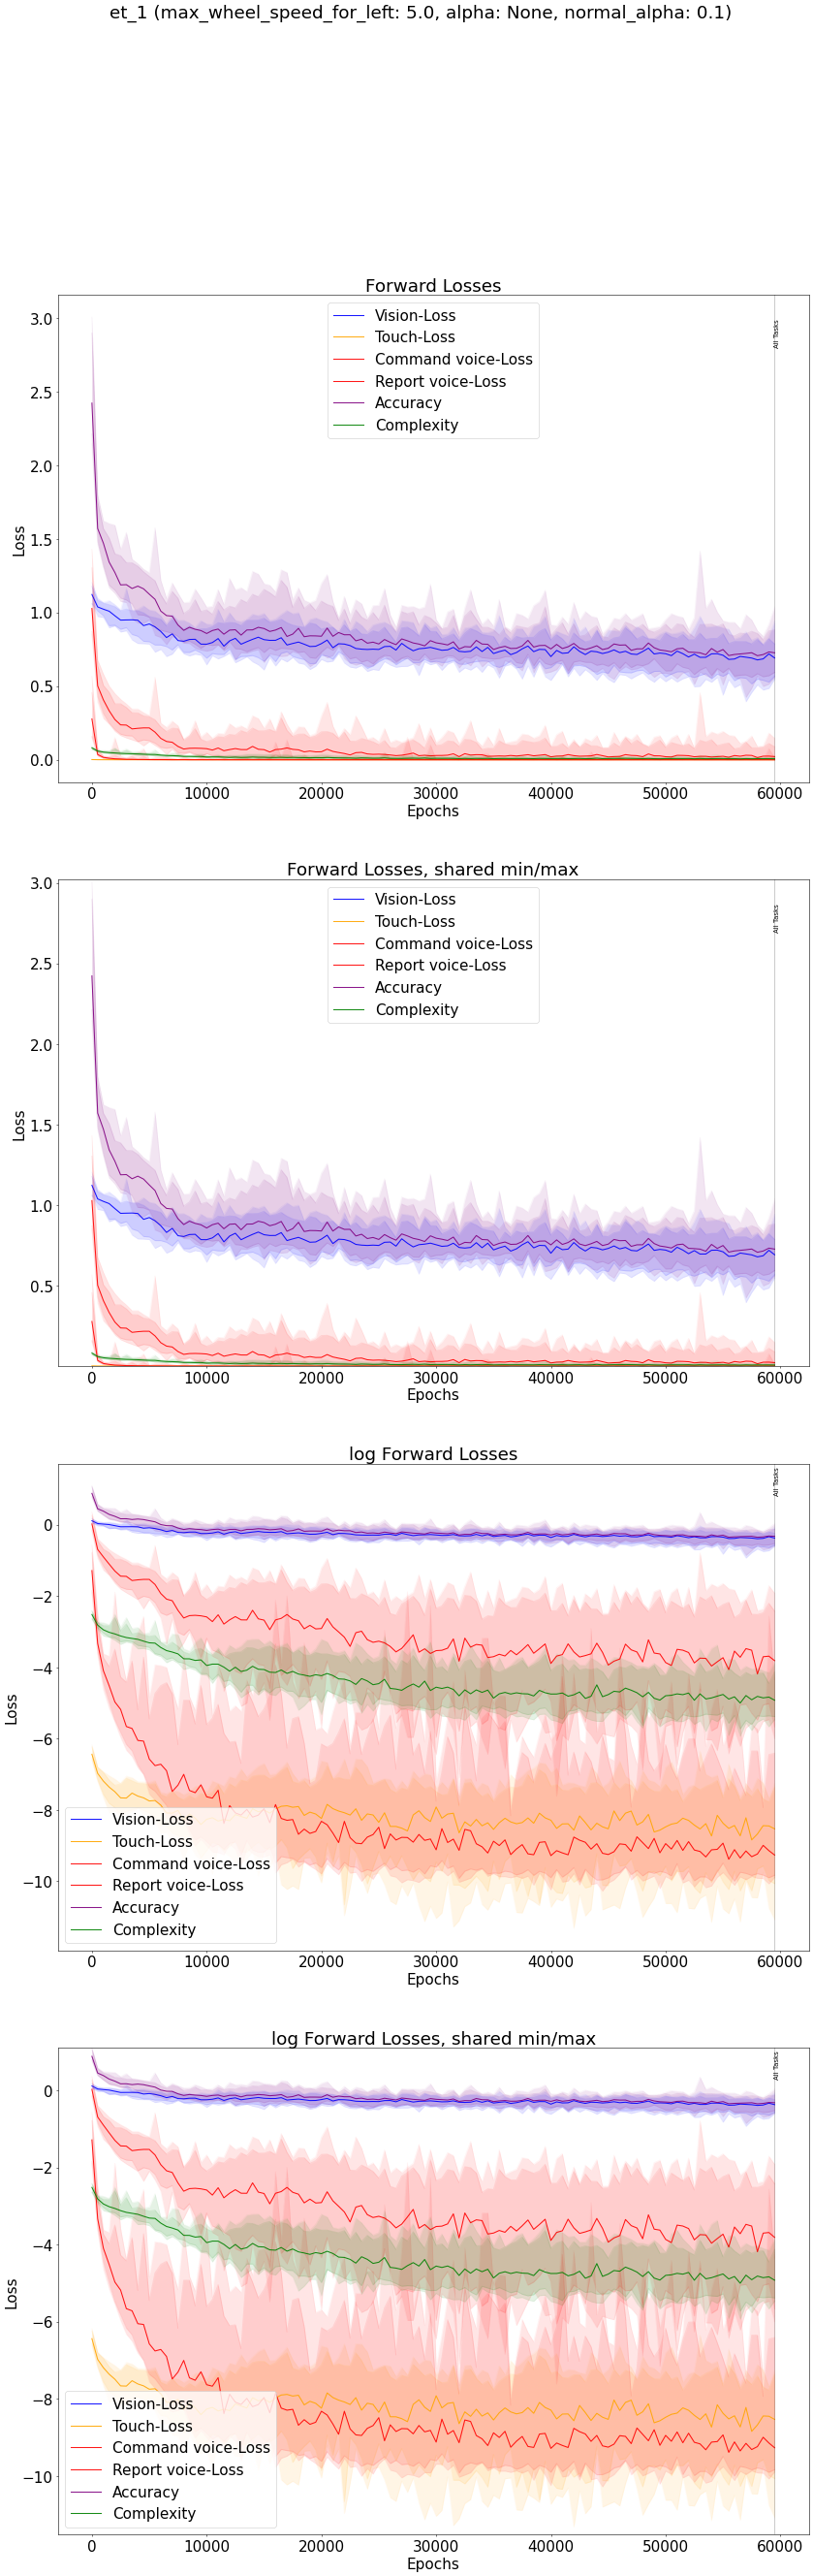 et_1 (max_wheel_speed_for_left: 5.0, alpha: None, normal_alpha: 0.1)
Forward Losses
Vision-Loss
Touch-Loss
Command voice-Loss
Report voice-Loss
Accuracy
Complexity
All Tasks
3.0
2.5
2.0
1.5
1.0
0.5
0.0
Loss
0 10000 20000 30000 40000 50000 60000
Epochs
Forward Losses, shared min/max
Vision-Loss
Touch-Loss
Command voice-Loss
Report voice-Loss
Accuracy
Complexity
All Tasks
3.0
2.5
2.0
1.5
1.0
0.5
Loss
0 10000 20000 30000 40000 50000 60000
Epochs
log Forward Losses
All Tasks
0
−2
−4
−6
−8
−10
Loss
Vision-Loss
Touch-Loss
Command voice-Loss
Report voice-Loss
Accuracy
Complexity
0 10000 20000 30000 40000 50000 60000
Epochs
log Forward Losses, shared min/max
All Tasks
0
−2
−4
−6
−8
−10
Loss
Vision-Loss
Touch-Loss
Command voice-Loss
Report voice-Loss
Accuracy
Complexity
0 10000 20000 30000 40000 50000 60000
Epochs